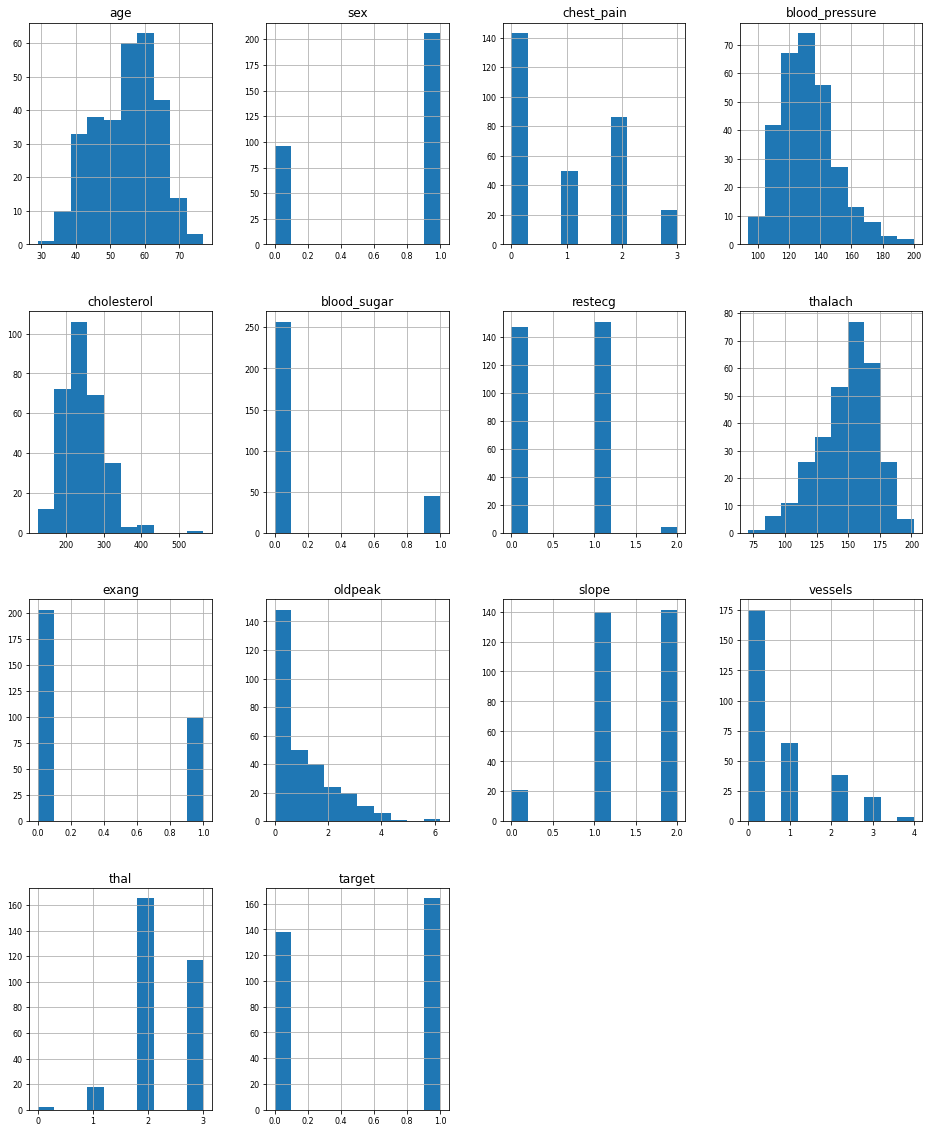 age sex chest_pain blood_pressure
60 50 40 30 20 10 0
30 40 50 60 70
200 175 150 125 100 75 50 25 0
0.0 0.2 0.4 0.6 0.8 1.0
140 120 100 80 60 40 20 0
0 1 2 3
70 60 50 40 30 20 10 0
100 120 140 160 180 200
cholesterol blood_sugar restecg thalach
100 80 60 40 20 0
200 300 400 500
250 200 150 100 50 0
0.0 0.2 0.4 0.6 0.8 1.0
140 120 100 80 60 40 20 0
0.0 0.5 1.0 1.5 2.0
80 70 60 50 40 30 20 10 0
75 100 125 150 175 200
exang oldpeak slope vessels
200 175 150 125 100 75 50 25 0
0.0 0.2 0.4 0.6 0.8 1.0
140 120 100 80 60 40 20 0
0 2 4 6
140 120 100 80 60 40 20 0
0.0 0.5 1.0 1.5 2.0
175 150 125 100 75 50 25 0
0 1 2 3 4
thal target
160 140 120 100 80 60 40 20 0
0 1 2 3
160 140 120 100 80 60 40 20 0
0.0 0.2 0.4 0.6 0.8 1.0